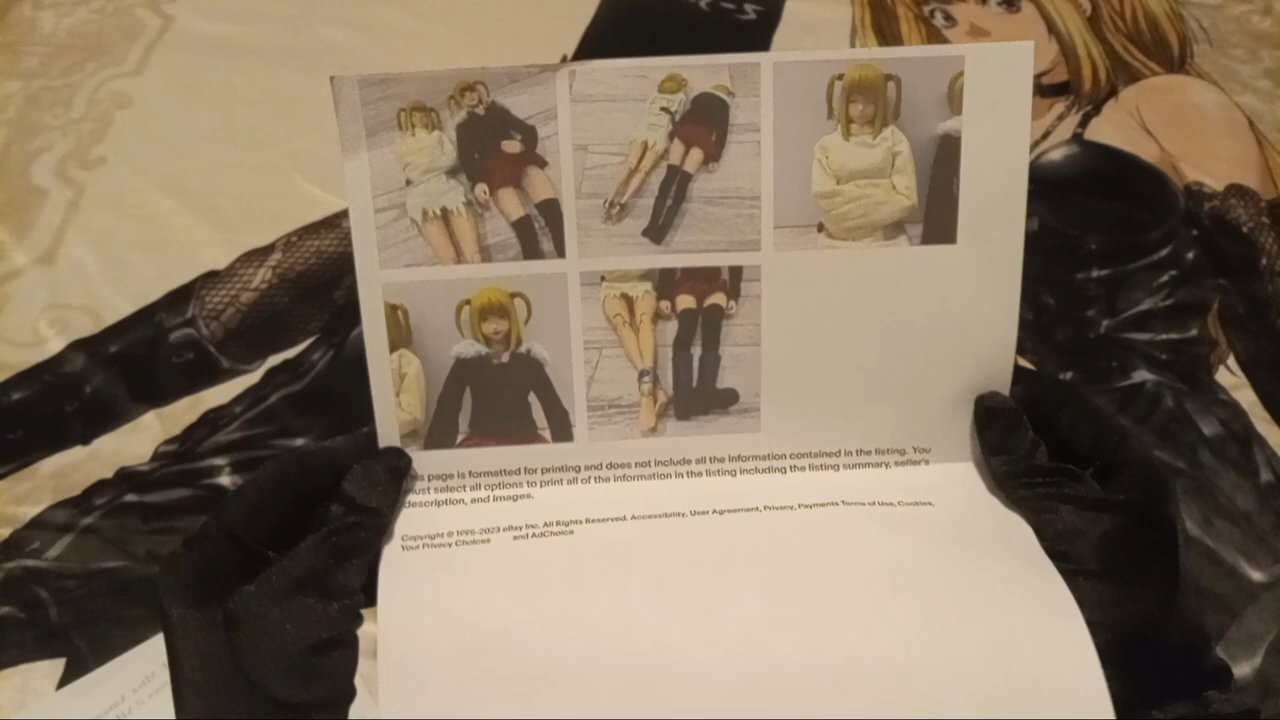 is page is formatted for printing and does not include all the information contained in the listing. You
must select all options to print all of the information in the listing including the listing summary, seller's
description, and images.
Copyright © 1995-2023 eBay Inc. All Rights Reserved. Accessibility, User Agreement, Privacy, Payments Terms of Use, Cookies,
Your Privacy Choices and AdChoice